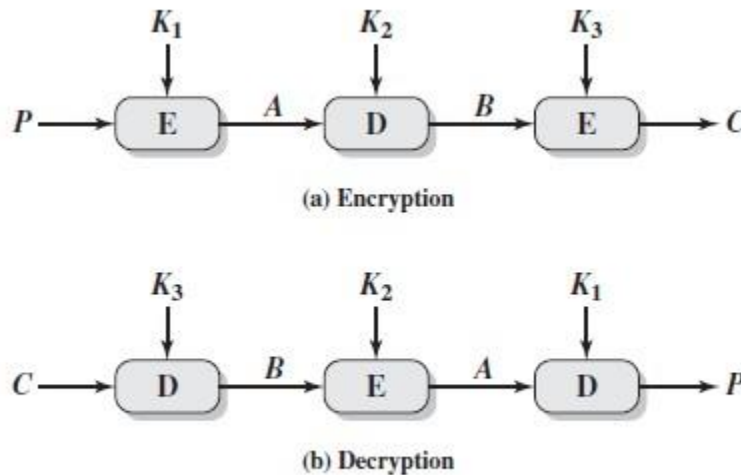 K1 K2 K3
P E A D B E C
(a) Encryption
K3 K2 K1
C D B E A D P
(b) Decryption